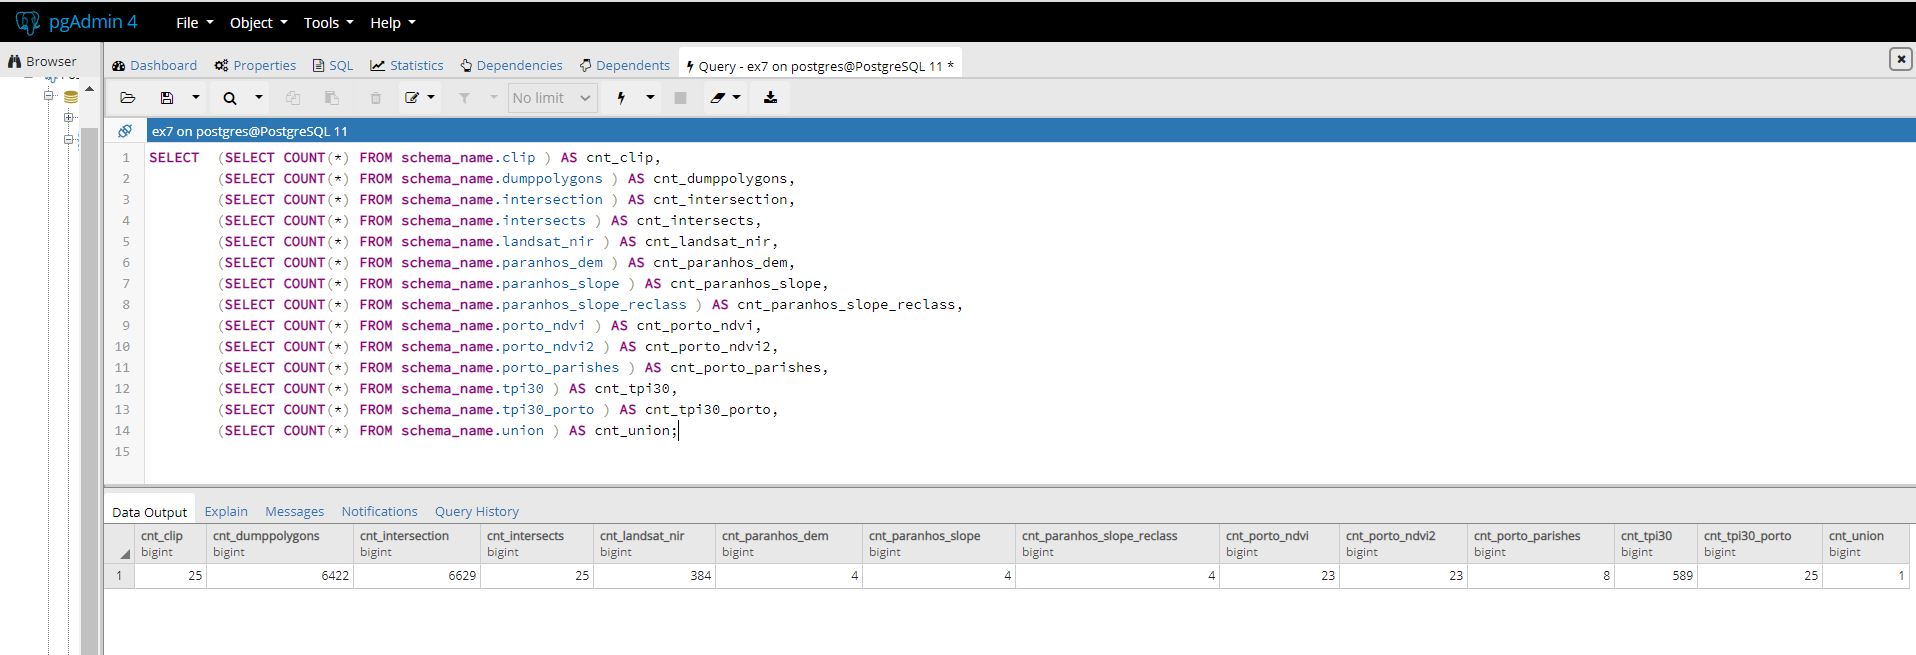 pgAdmin 4 File Object Tools Help
Browser
Dashboard Properties SQL Statistics Dependencies Dependents Query - ex7 on postgres@PostgreSQL 11 *
No limit
ex7 on postgres@PostgreSQL 11
1 SELECT (SELECT COUNT(*) FROM schema_name.clip ) AS cnt_clip,
2 (SELECT COUNT(*) FROM schema_name.dumppolygons ) AS cnt_dumppolygons,
3 (SELECT COUNT(*) FROM schema_name.intersection ) AS cnt_intersection,
4 (SELECT COUNT(*) FROM schema_name.intersects ) AS cnt_intersects,
5 (SELECT COUNT(*) FROM schema_name.landsat_nir ) AS cnt_landsat_nir,
6 (SELECT COUNT(*) FROM schema_name.paranhos_dem ) AS cnt_paranhos_dem,
7 (SELECT COUNT(*) FROM schema_name.paranhos_slope ) AS cnt_paranhos_slope,
8 (SELECT COUNT(*) FROM schema_name.paranhos_slope_reclass ) AS cnt_paranhos_slope_reclass,
9 (SELECT COUNT(*) FROM schema_name.porto_ndvi ) AS cnt_porto_ndvi,
10 (SELECT COUNT(*) FROM schema_name.porto_ndvi2 ) AS cnt_porto_ndvi2,
11 (SELECT COUNT(*) FROM schema_name.porto_parishes ) AS cnt_porto_parishes,
12 (SELECT COUNT(*) FROM schema_name.tpi30 ) AS cnt_tpi30,
13 (SELECT COUNT(*) FROM schema_name.tpi30_porto ) AS cnt_tpi30_porto,
14 (SELECT COUNT(*) FROM schema_name.union ) AS cnt_union;
15
Data Output Explain Messages Notifications Query History
cnt_clip cnt_dumppolygons cnt_intersection cnt_intersects cnt_landsat_nir cnt_paranhos_dem cnt_paranhos_slope cnt_paranhos_slope_reclass cnt_porto_ndvi cnt_porto_ndvi2 cnt_porto_parishes cnt_tpi30 cnt_tpi30_porto cnt_union
bigint bigint bigint bigint bigint bigint bigint bigint bigint bigint bigint bigint bigint bigint
1 25 6422 6629 25 384 4 4 4 23 23 8 589 25 1